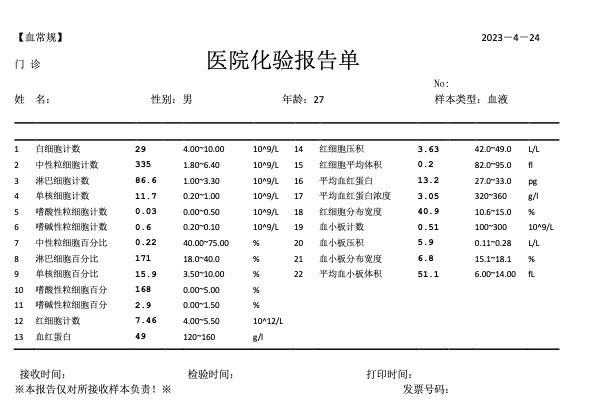 【血常规】 2023－4－24
医院化验报告单
门 诊
No:
姓 名: 性别: 男 年龄: 27 样本类型: 血液
1 白细胞计数 29 4.00~10.00 10^9/L 14 红细胞压积 3.63 42.0~49.0 L/L
2 中性粒细胞计数 335 1.80~6.40 10^9/L 15 红细胞平均体积 0.2 82.0~95.0 fl
3 淋巴细胞计数 86.6 1.00~3.30 10^9/L 16 平均血红蛋白 13.2 27.0~33.0 pg
4 单核细胞计数 11.7 0.20~1.00 10^9/L 17 平均血红蛋白浓度 3.05 320~360 g/l
5 嗜酸性粒细胞计数 0.03 0.00~0.50 10^9/L 18 红细胞分布宽度 40.9 10.6~15.0 %
6 嗜碱性粒细胞计数 0.6 0.20~0.10 10^9/L 19 血小板计数 0.51 100~300 10^9/L
7 中性粒细胞百分比 0.22 40.00~75.00 % 20 血小板压积 5.9 0.11~0.28 L/L
8 淋巴细胞百分比 171 18.0~40.0 % 21 血小板分布宽度 6.8 15.1~18.1 %
9 单核细胞百分比 15.9 3.50~10.00 % 22 平均血小板体积 51.1 6.00~14.00 fL
10 嗜酸性粒细胞百分 168 0.00~5.00 %
11 嗜碱性粒细胞百分 2.9 0.00~1.50 %
12 红细胞计数 7.46 4.00~5.50 10^12/L
13 血红蛋白 49 120~160 g/l
接收时间: 检验时间: 打印时间:
※本报告仅对所接收样本负责！※ 发票号码: